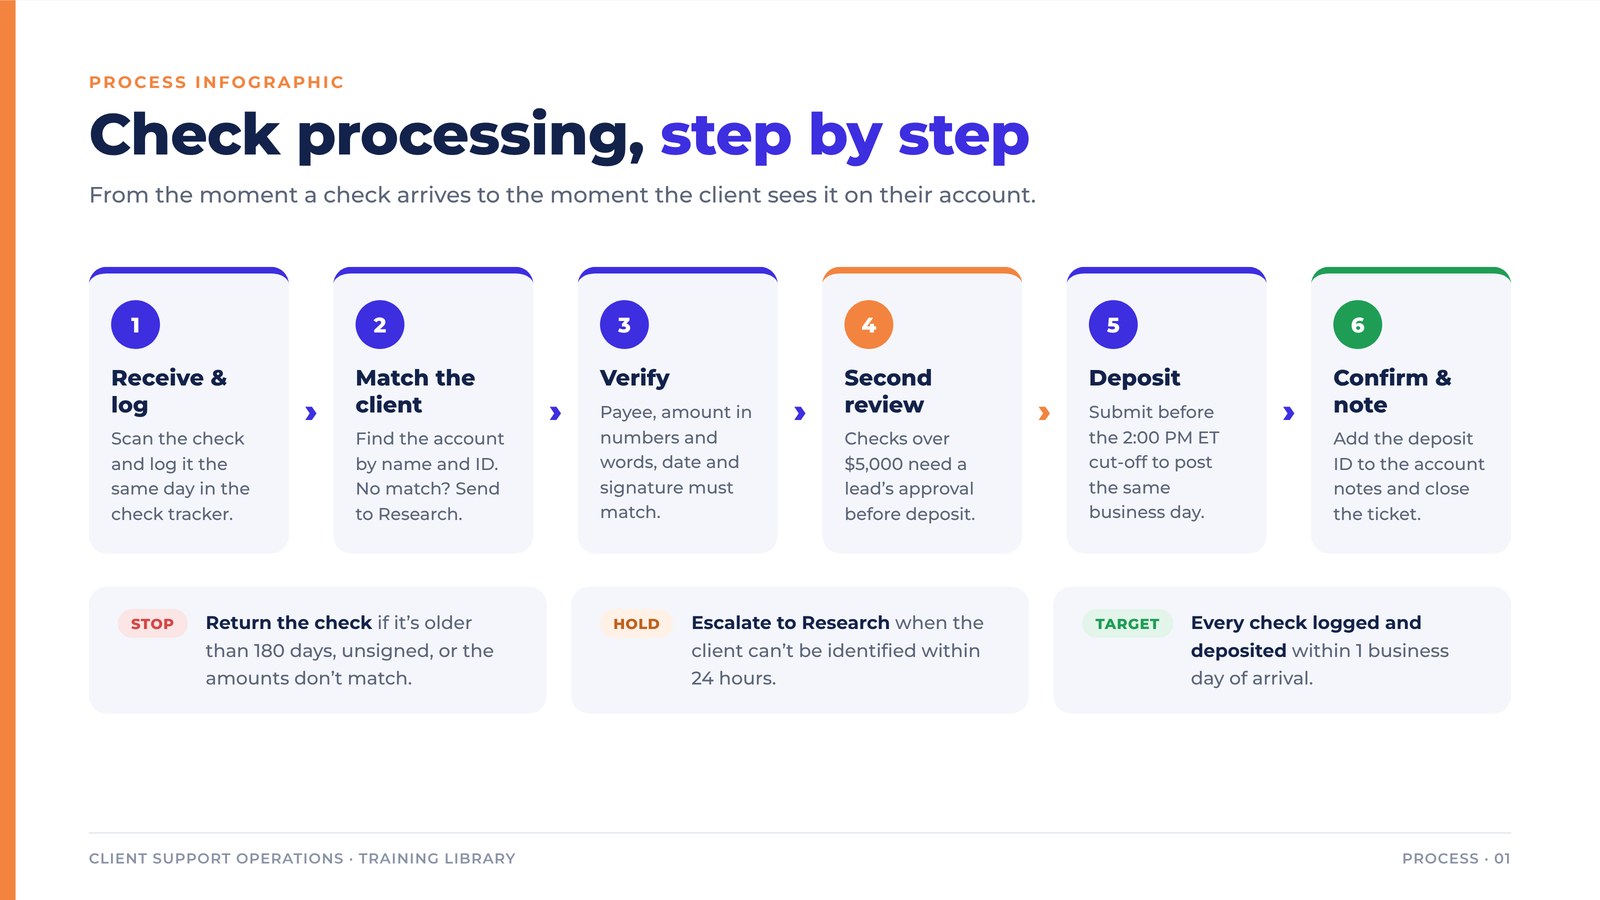 PROCESS INFOGRAPHIC
Check processing, step by step
From the moment a check arrives to the moment the client sees it on their account.
1
Receive &
log
Scan the check
and log it the
same day in the
check tracker.
›
2
Match the
client
Find the account
by name and ID.
No match? Send
to Research.
›
3
Verify
Payee, amount in
numbers and
words, date and
signature must
match.
›
4
Second
review
Checks over
$5,000 need a
lead’s approval
before deposit.
›
5
Deposit
Submit before
the 2:00 PM ET
cut-off to post
the same
business day.
›
6
Confirm &
note
Add the deposit
ID to the account
notes and close
the ticket.
STOP
Return the check if it’s older
than 180 days, unsigned, or the
amounts don’t match.
HOLD
Escalate to Research when the
client can’t be identified within
24 hours.
TARGET
Every check logged and
deposited within 1 business
day of arrival.
CLIENT SUPPORT OPERATIONS · TRAINING LIBRARY
PROCESS · 01